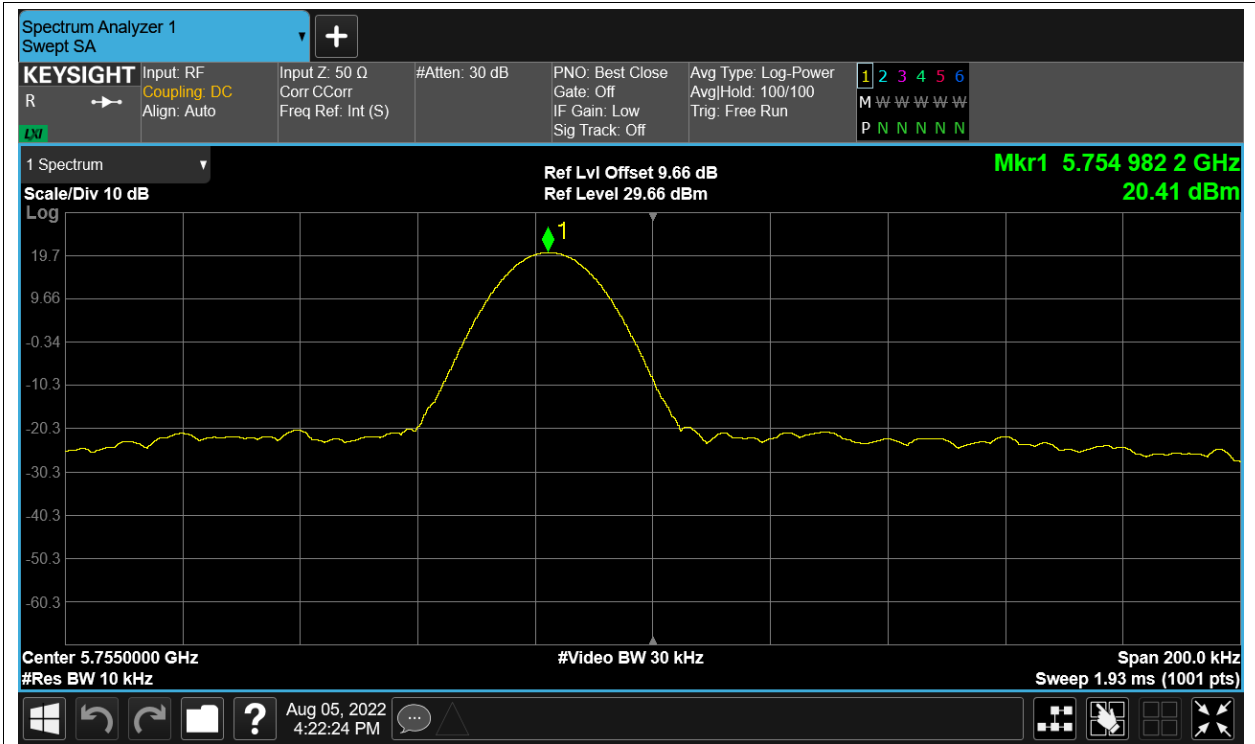 Spectrum Analyzer 1
Swept SA
KEYSIGHT
R
LXI
Input: RF
Coupling: DC
Align: Auto
Input Z: 50 Ω
Corr CCorr
Freq Ref: Int (S)
#Atten: 30 dB
PNO: Best Close
Gate: Off
IF Gain: Low
Sig Track: Off
Avg Type: Log-Power
Avg|Hold: 100/100
Trig: Free Run
1 2 3 4 5 6
M W W W W W W
P N N N N N
1 Spectrum
Scale/Div 10 dB
Log
Ref Lvl Offset 9.66 dB
Ref Level 29.66 dBm
Mkr1 5.754 982 2 GHz
20.41 dBm
1
19.7
9.66
-0.34
-10.3
-20.3
-30.3
-40.3
-50.3
-60.3
Center 5.7550000 GHz
#Res BW 10 kHz
#Video BW 30 kHz
Span 200.0 kHz
Sweep 1.93 ms (1001 pts)
?
Aug 05, 2022
4:22:24 PM